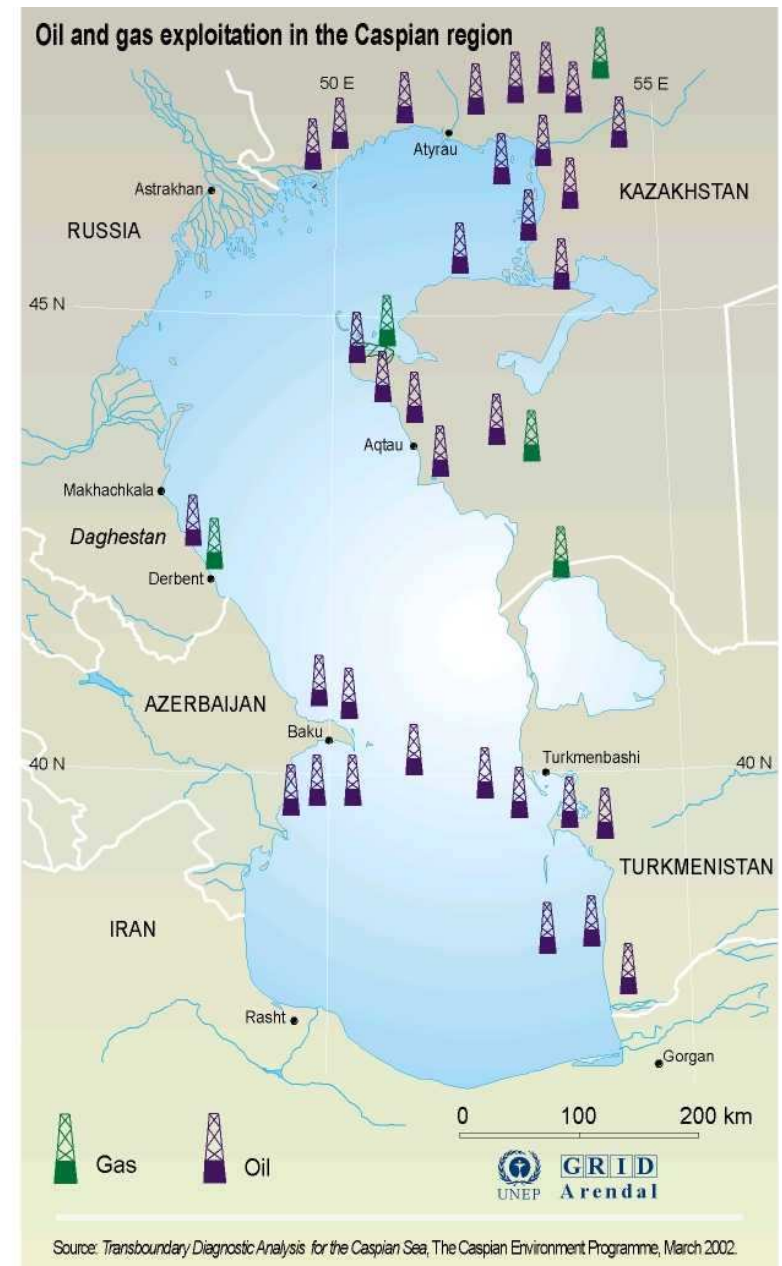 Oil and gas exploitation in the Caspian region
50 E
55 E
Atyrau
Astrakhan
KAZAKHSTAN
RUSSIA
45 N
Aqtau
Makhachkala
Daghestan
Derbent
AZERBAIJAN
Baku
Turkmenbashi
40 N
40 N
TURKMENISTAN
IRAN
Rasht
Gorgan
0 100 200 km
Gas
Oil
UNEP
GRID
Arendal
Source: Transboundary Diagnostic Analysis for the Caspian Sea, The Caspian Environment Programme, March 2002.